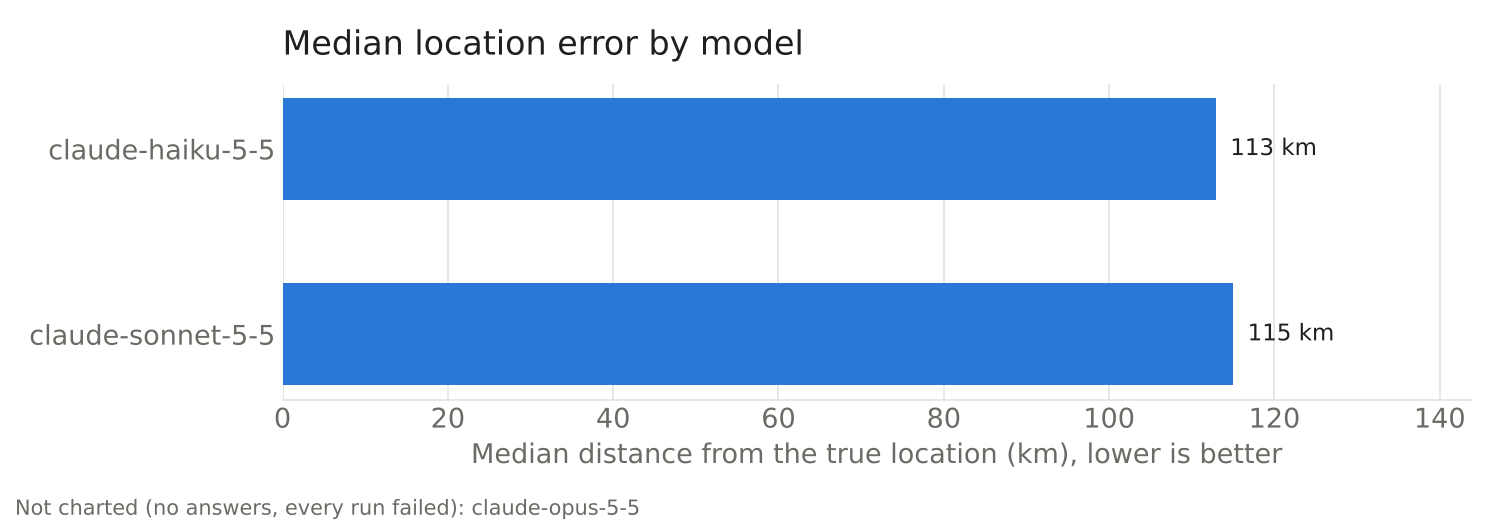 Median location error by model
claude-haiku-5-5
113 km
claude-sonnet-5-5
115 km
0 20 40 60 80 100 120 140
Median distance from the true location (km), lower is better
Not charted (no answers, every run failed): claude-opus-5-5